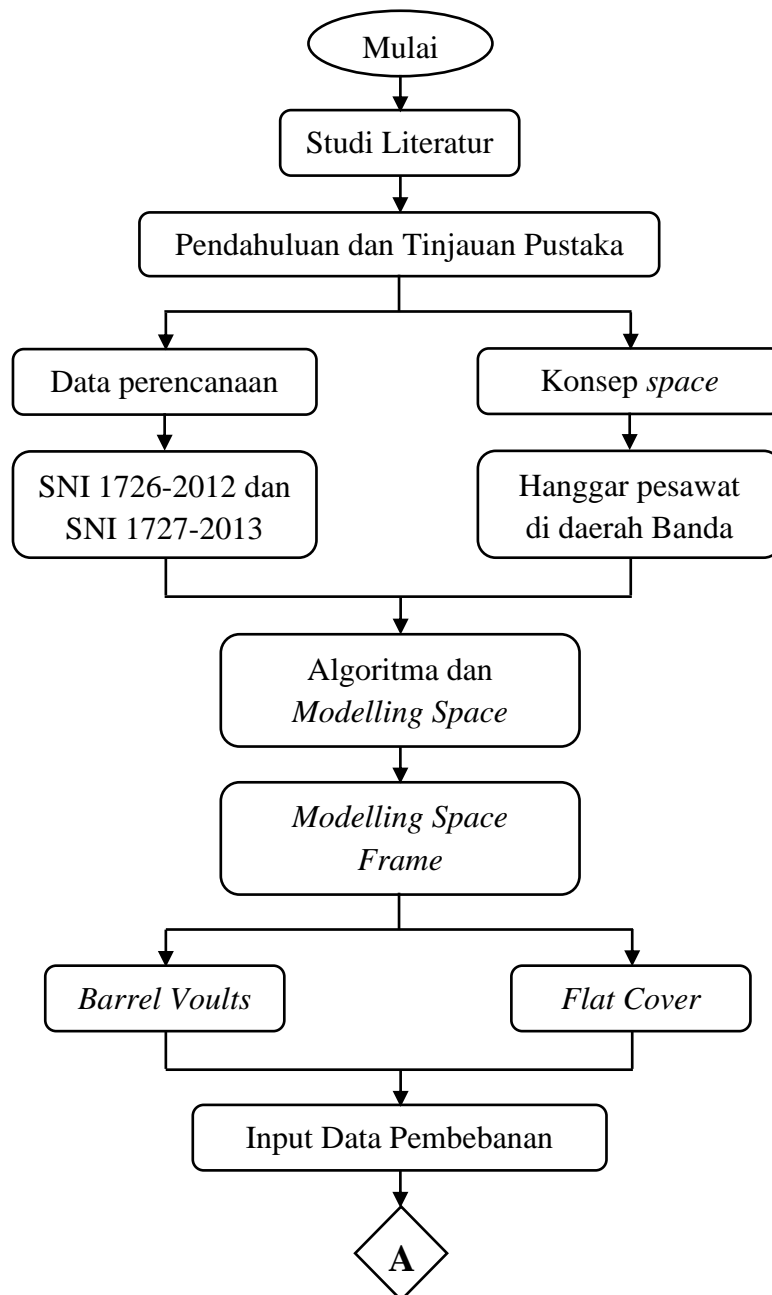 Mulai
Studi Literatur
Pendahuluan dan Tinjauan Pustaka
Data perencanaan
Konsep space
SNI 1726-2012 dan
SNI 1727-2013
Hanggar pesawat
di daerah Banda
Algoritma dan
Modelling Space
Modelling Space
Frame
Barrel Voults
Flat Cover
Input Data Pembebanan
A